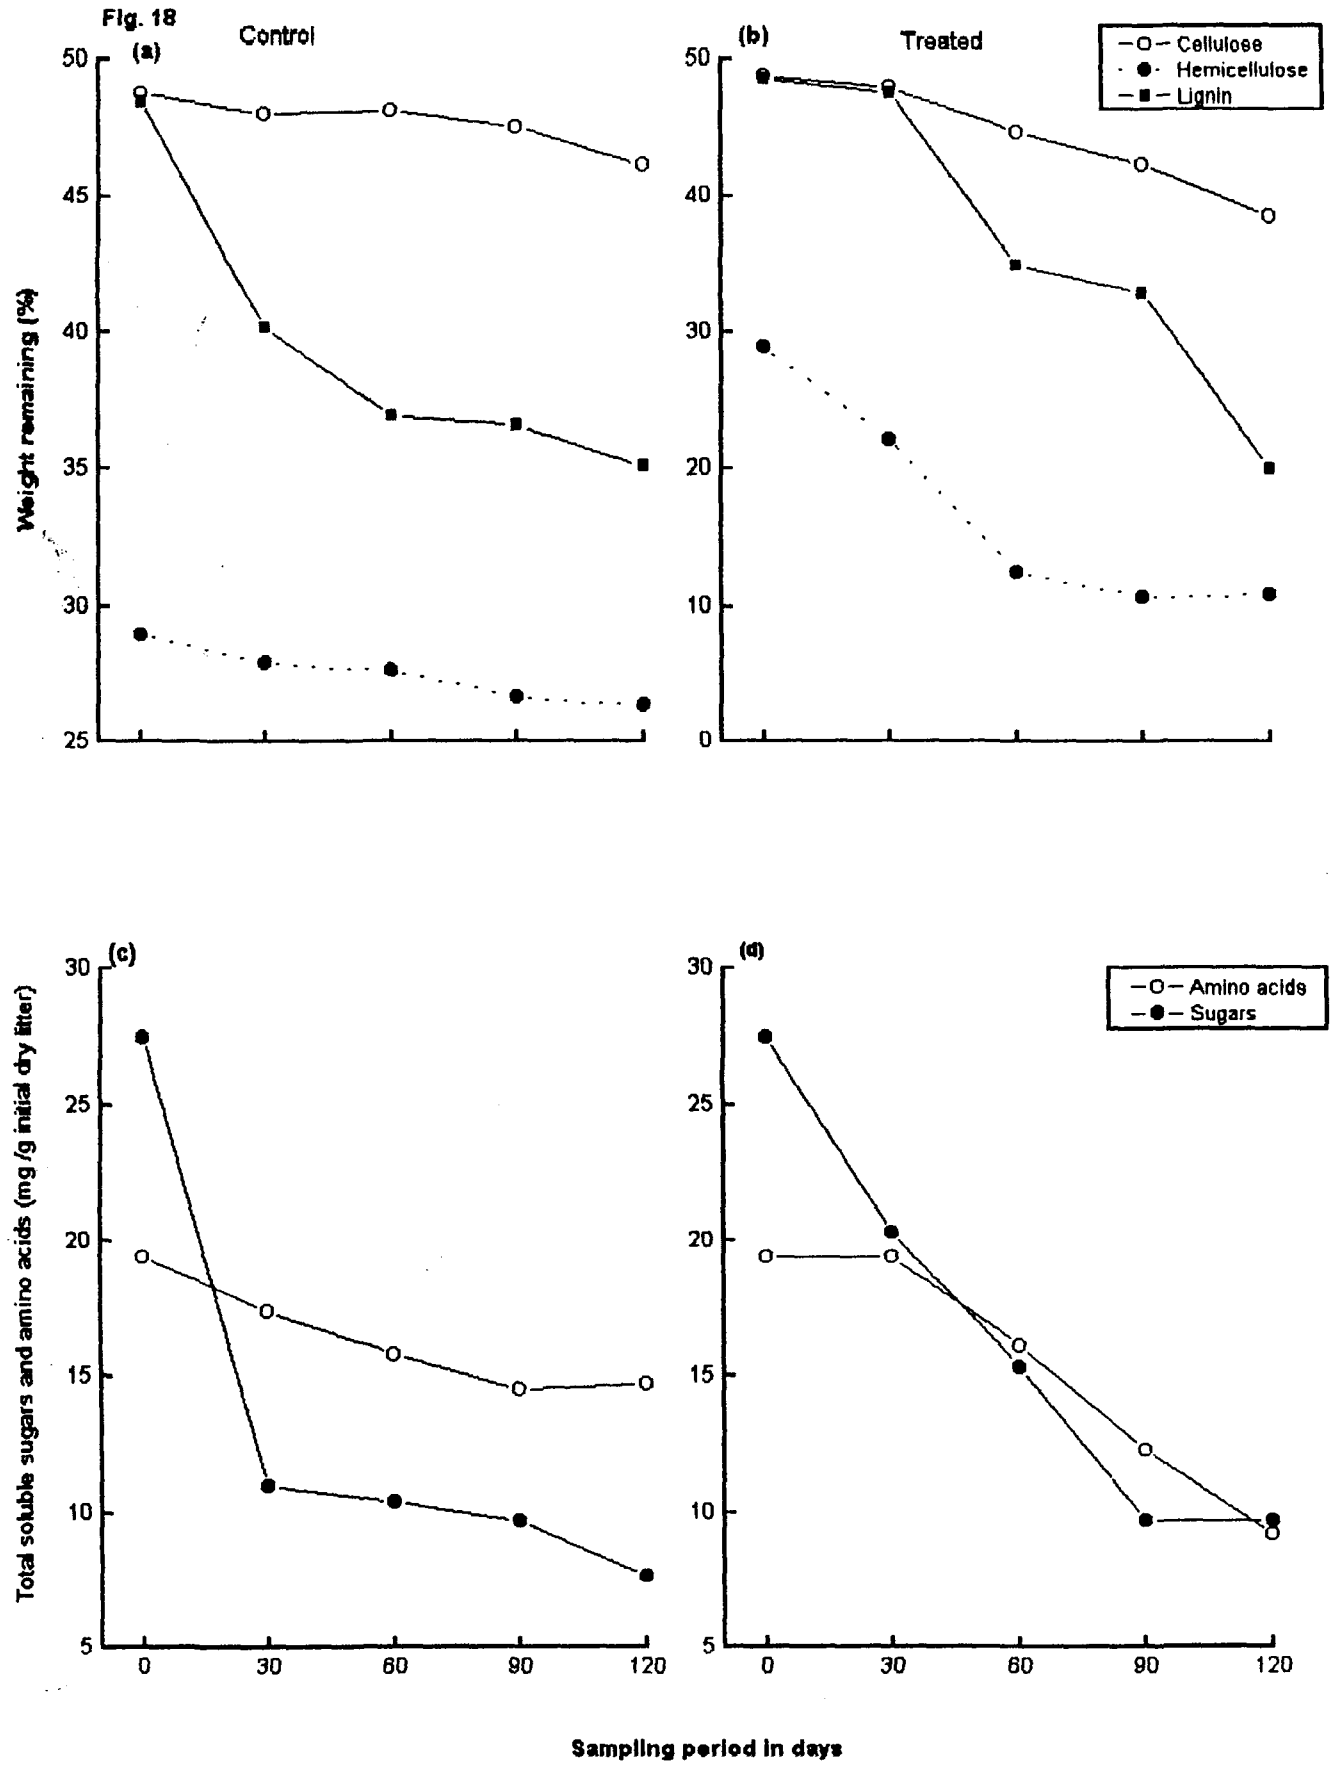 Fig. 18
(a)
Control
(b)
Treated
Cellulose
Hemicellulose
Lignin
50
45
40
35
30
25
50
40
30
20
10
0
Weight remaining (%)
(c)
(d)
Amino acids
Sugars
30
25
20
15
10
5
30
25
20
15
10
5
Total soluble sugars and amino acids (mg /g initial dry litter)
0 30 60 90 120
0 30 60 90 120
Sampling period in days